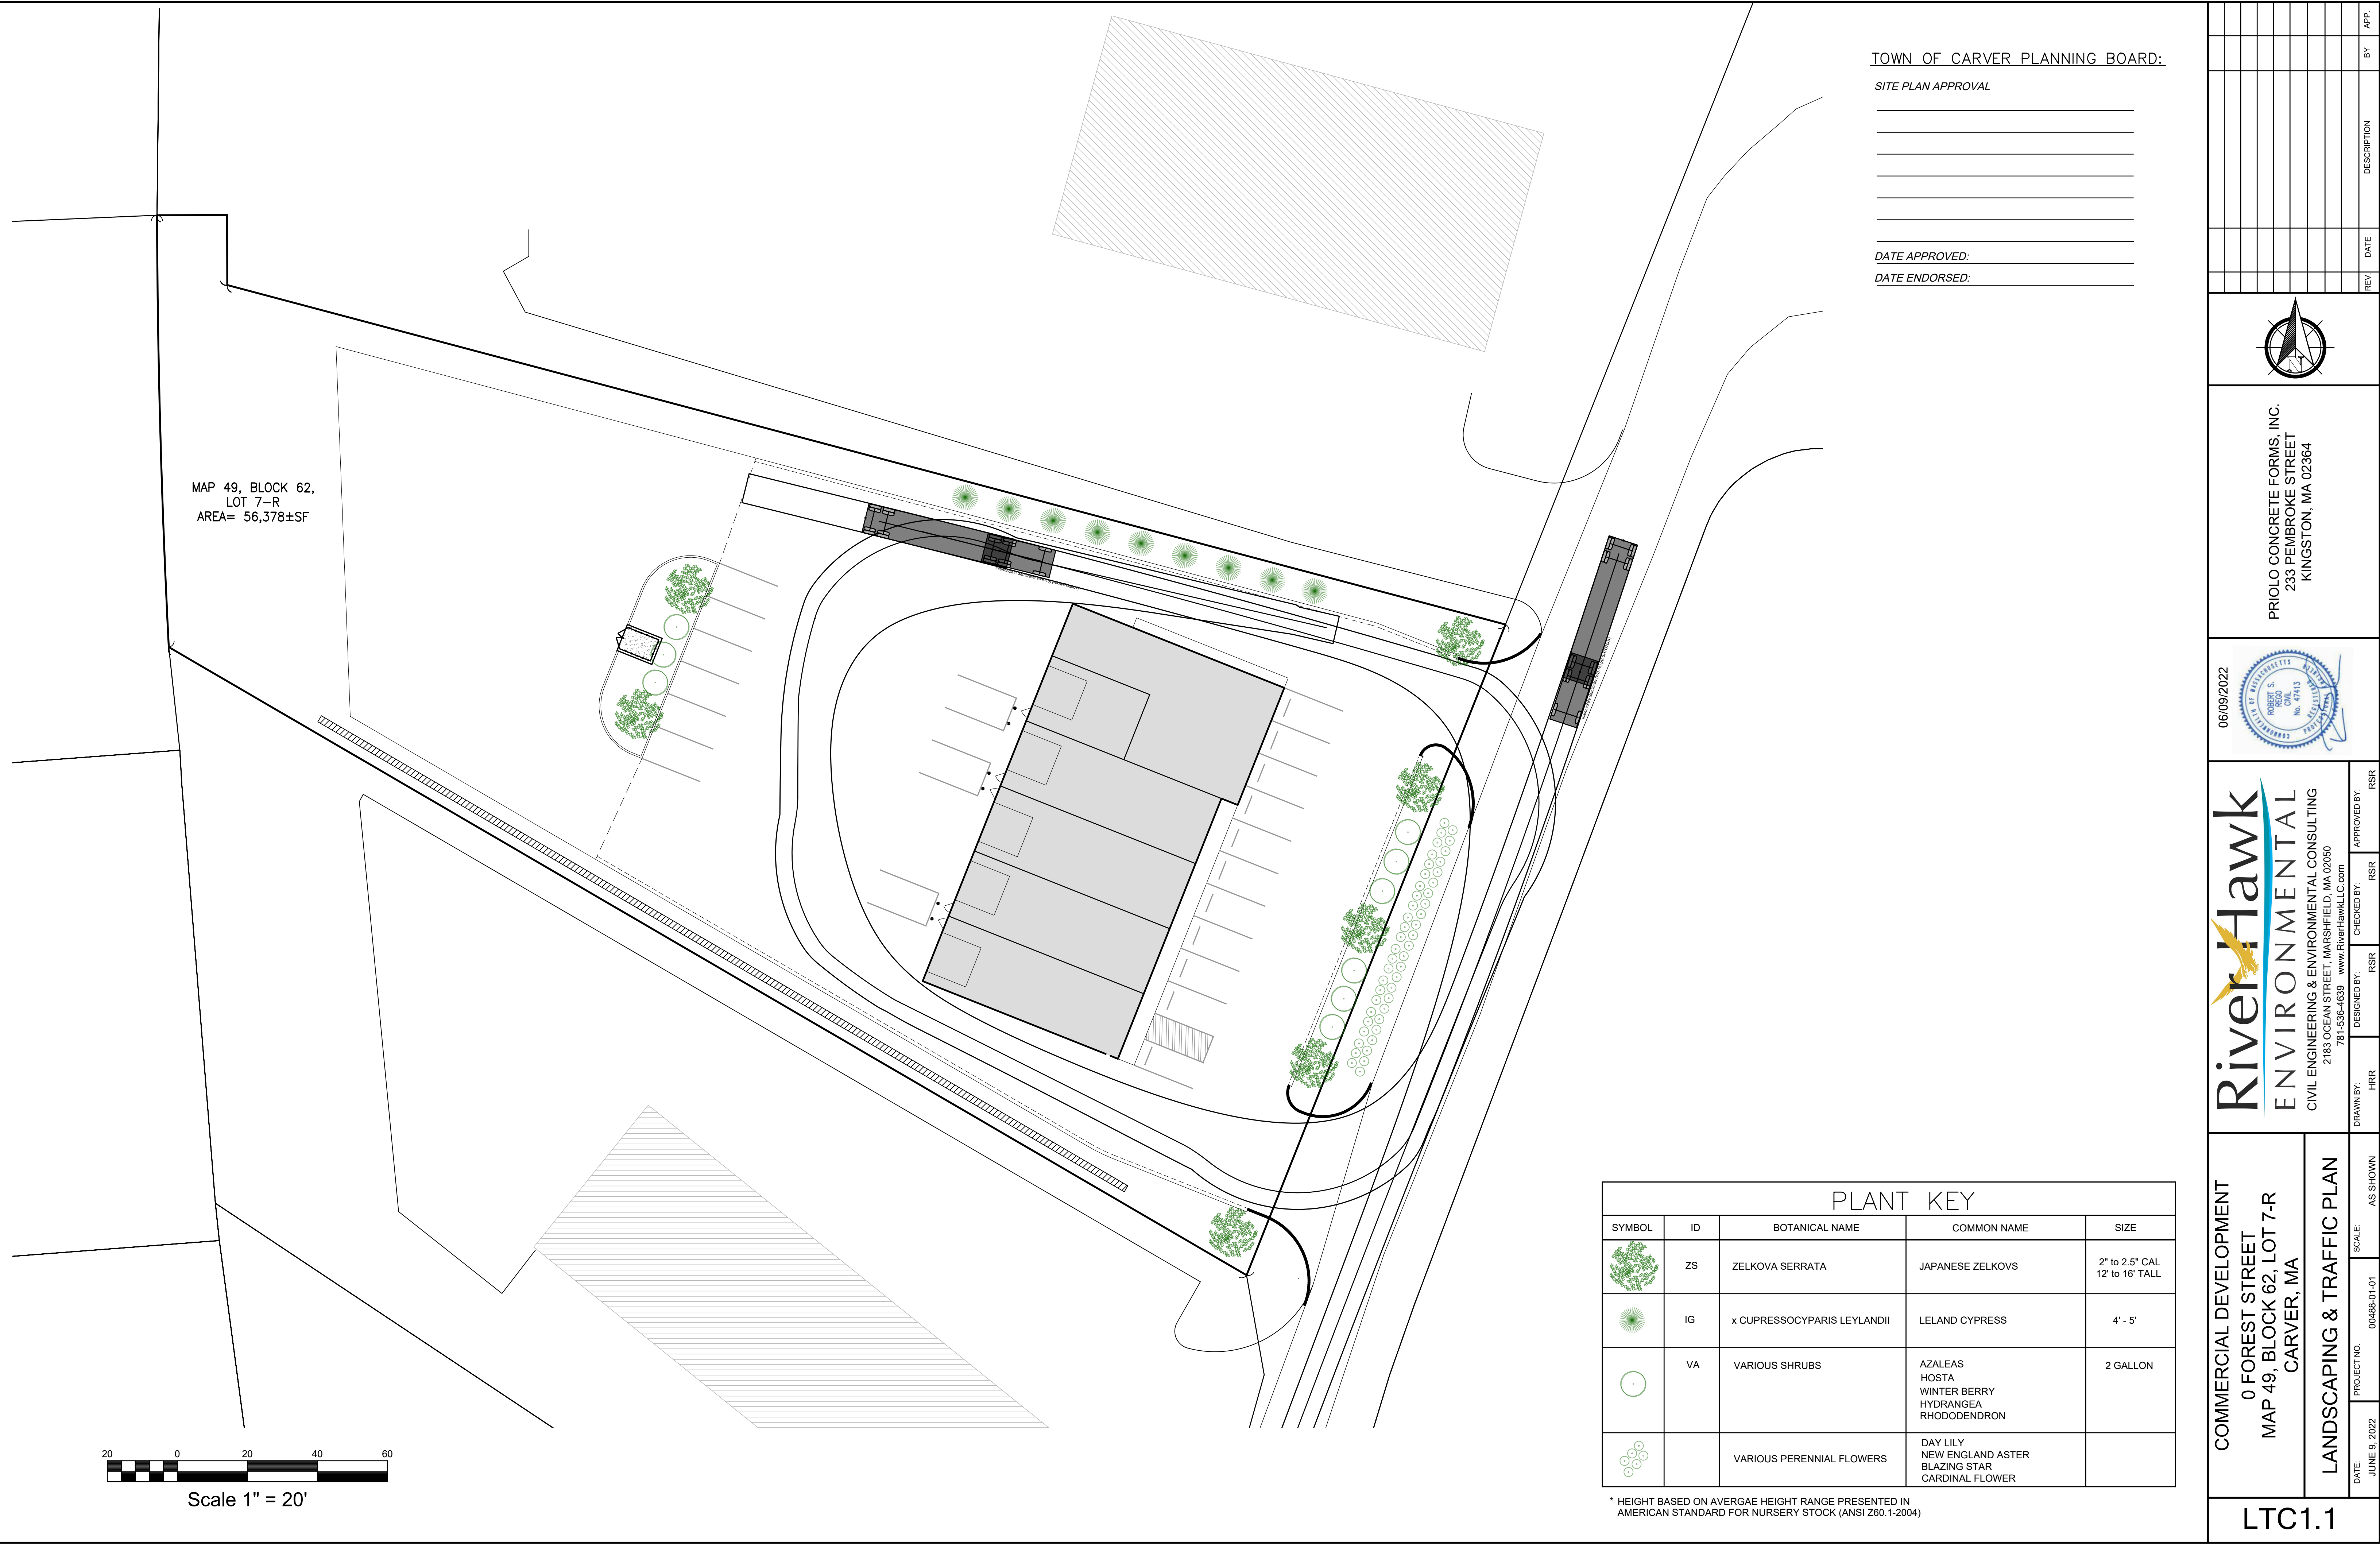 TOWN OF CARVER PLANNING BOARD:
SITE PLAN APPROVAL
DATE APPROVED:
DATE ENDORSED:
MAP 49, BLOCK 62,
LOT 7-R
AREA= 56,378±SF
20 0 20 40 60
Scale 1" = 20'
PLANT KEY
SYMBOL ID BOTANICAL NAME COMMON NAME SIZE
ZS ZELKOVA SERRATA JAPANESE ZELKOVS 2" to 2.5" CAL
12' to 16' TALL
IG x CUPRESSOCYPARIS LEYLANDII LELAND CYPRESS 4' - 5'
VA VARIOUS SHRUBS AZALEAS 2 GALLON
HOSTA
WINTER BERRY
HYDRANGEA
RHODODENDRON
VARIOUS PERENNIAL FLOWERS DAY LILY
NEW ENGLAND ASTER
BLAZING STAR
CARDINAL FLOWER
* HEIGHT BASED ON AVERGAE HEIGHT RANGE PRESENTED IN
AMERICAN STANDARD FOR NURSERY STOCK (ANSI Z60.1-2004)
REV. DATE DESCRIPTION BY APP.
N
PRIOLO CONCRETE FORMS, INC.
233 PEMBROKE STREET
KINGSTON, MA 02364
06/09/2022
COMMONWEALTH OF MASSACHUSETTS
ROBERT S.
REGO
CIVIL
No. 47413
REGISTERED
RiverHawk
ENVIRONMENTAL
CIVIL ENGINEERING & ENVIRONMENTAL CONSULTING
2183 OCEAN STREET, MARSHFIELD, MA 02050
781-536-4639 www.RiverHawkLLC.com
DRAWN BY: HRR
DESIGNED BY: RSR
CHECKED BY: RSR
APPROVED BY: RSR
COMMERCIAL DEVELOPMENT
0 FOREST STREET
MAP 49, BLOCK 62, LOT 7-R
CARVER, MA
LANDSCAPING & TRAFFIC PLAN
DATE: JUNE 9, 2022
PROJECT NO. 00488-01-01
SCALE: AS SHOWN
LTC1.1